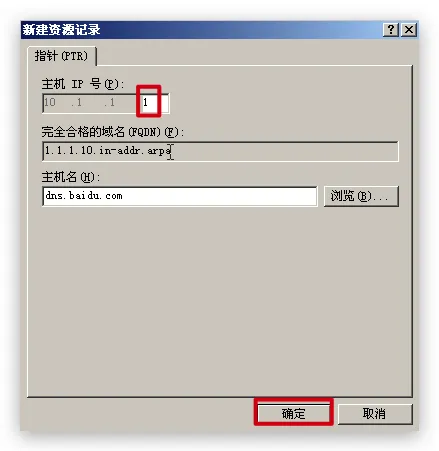 新建资源记录
指针(PTR)
主机 IP 号(P):
10 .1 .1 1
完全合格的域名(FQDN)(F):
1.1.1.10.in-addr.arpa
主机名(H):
dns.baidu.com 浏览(B)...
确定 取消